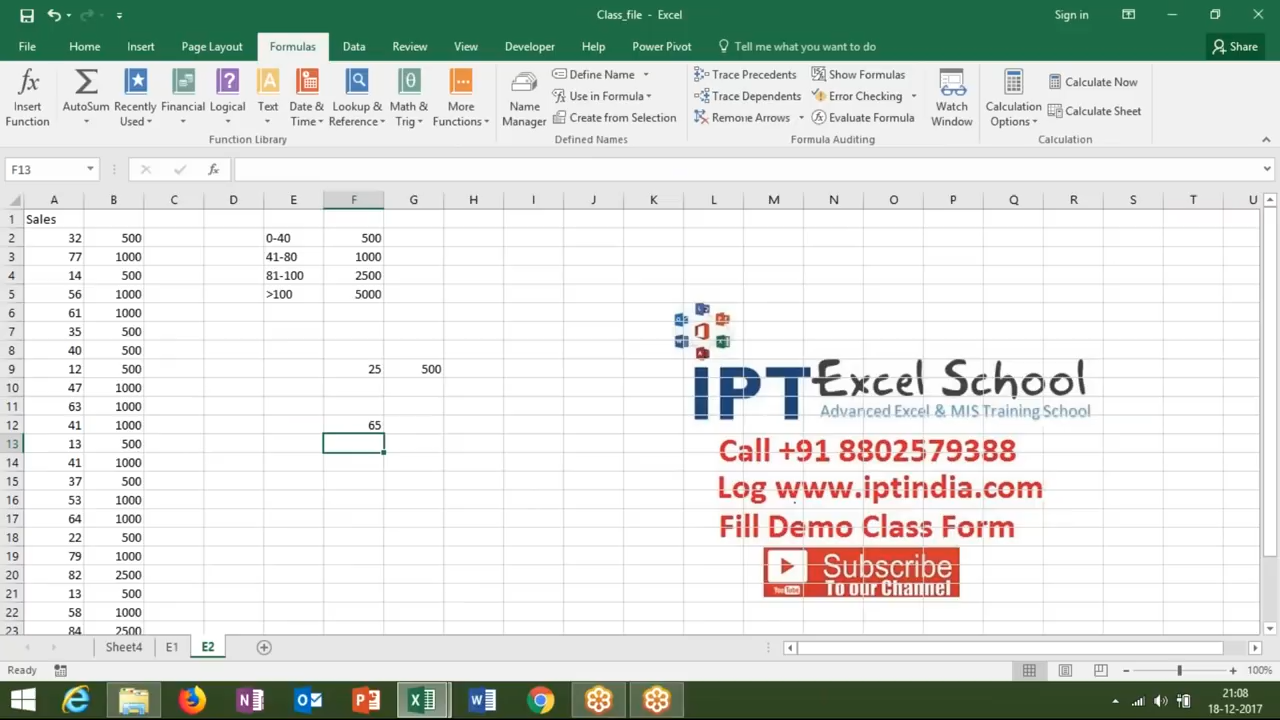 Class_file - Excel
Sign in
File Home Insert Page Layout Formulas Data Review View Developer Help Power Pivot Tell me what you want to do Share
Insert Function
AutoSum
Recently Used
Financial
Logical
Text
Date & Time
Lookup & Reference
Math & Trig
More Functions
Function Library
Name Manager
Define Name
Use in Formula
Create from Selection
Defined Names
Trace Precedents
Trace Dependents
Remove Arrows
Show Formulas
Error Checking
Evaluate Formula
Formula Auditing
Watch Window
Calculation Options
Calculate Now
Calculate Sheet
Calculation
F13 fx
A B C D E F G H I J K L M N O P Q R S T U
1 Sales
2 32 500 0-40 500
3 77 1000 41-80 1000
4 14 500 81-100 2500
5 56 1000 >100 5000
6 61 1000
7 35 500
8 40 500
9 12 500 25 500
10 47 1000
11 63 1000
12 41 1000 65
13 13 500
14 41 1000
15 37 500
16 53 1000
17 64 1000
18 22 500
19 79 1000
20 82 2500
21 13 500
22 58 1000
23 84 2500
IPT Excel School
Advanced Excel & MIS Training School
Call +91 8802579388
Log www.iptindia.com
Fill Demo Class Form
YouTube Subscribe
To our Channel
Sheet4 E1 E2
Ready
100%
21:08
18-12-2017